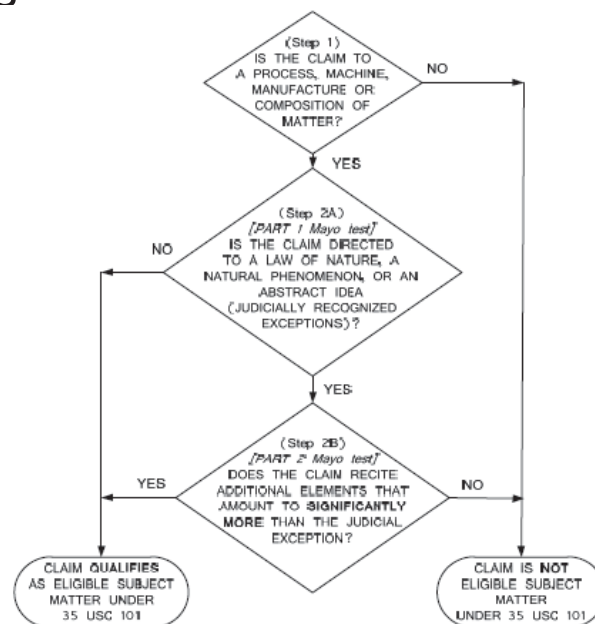 (Step 1)
IS THE CLAIM TO
A PROCESS, MACHINE,
MANUFACTURE OR
COMPOSITION OF
MATTER?
NO
YES
(Step 2A)
[PART 1 Mayo test]
IS THE CLAIM DIRECTED
TO A LAW OF NATURE, A
NATURAL PHENOMENON, OR AN
ABSTRACT IDEA
(JUDICIALLY RECOGNIZED
EXCEPTIONS)?
NO
YES
(Step 2B)
[PART 2 Mayo test]
DOES THE CLAIM RECITE
ADDITIONAL ELEMENTS THAT
AMOUNT TO SIGNIFICANTLY
MORE THAN THE JUDICIAL
EXCEPTION?
YES
NO
CLAIM QUALIFIES
AS ELIGIBLE SUBJECT
MATTER UNDER
35 USC 101
CLAIM IS NOT
ELIGIBLE SUBJECT
MATTER
UNDER 35 USC 101